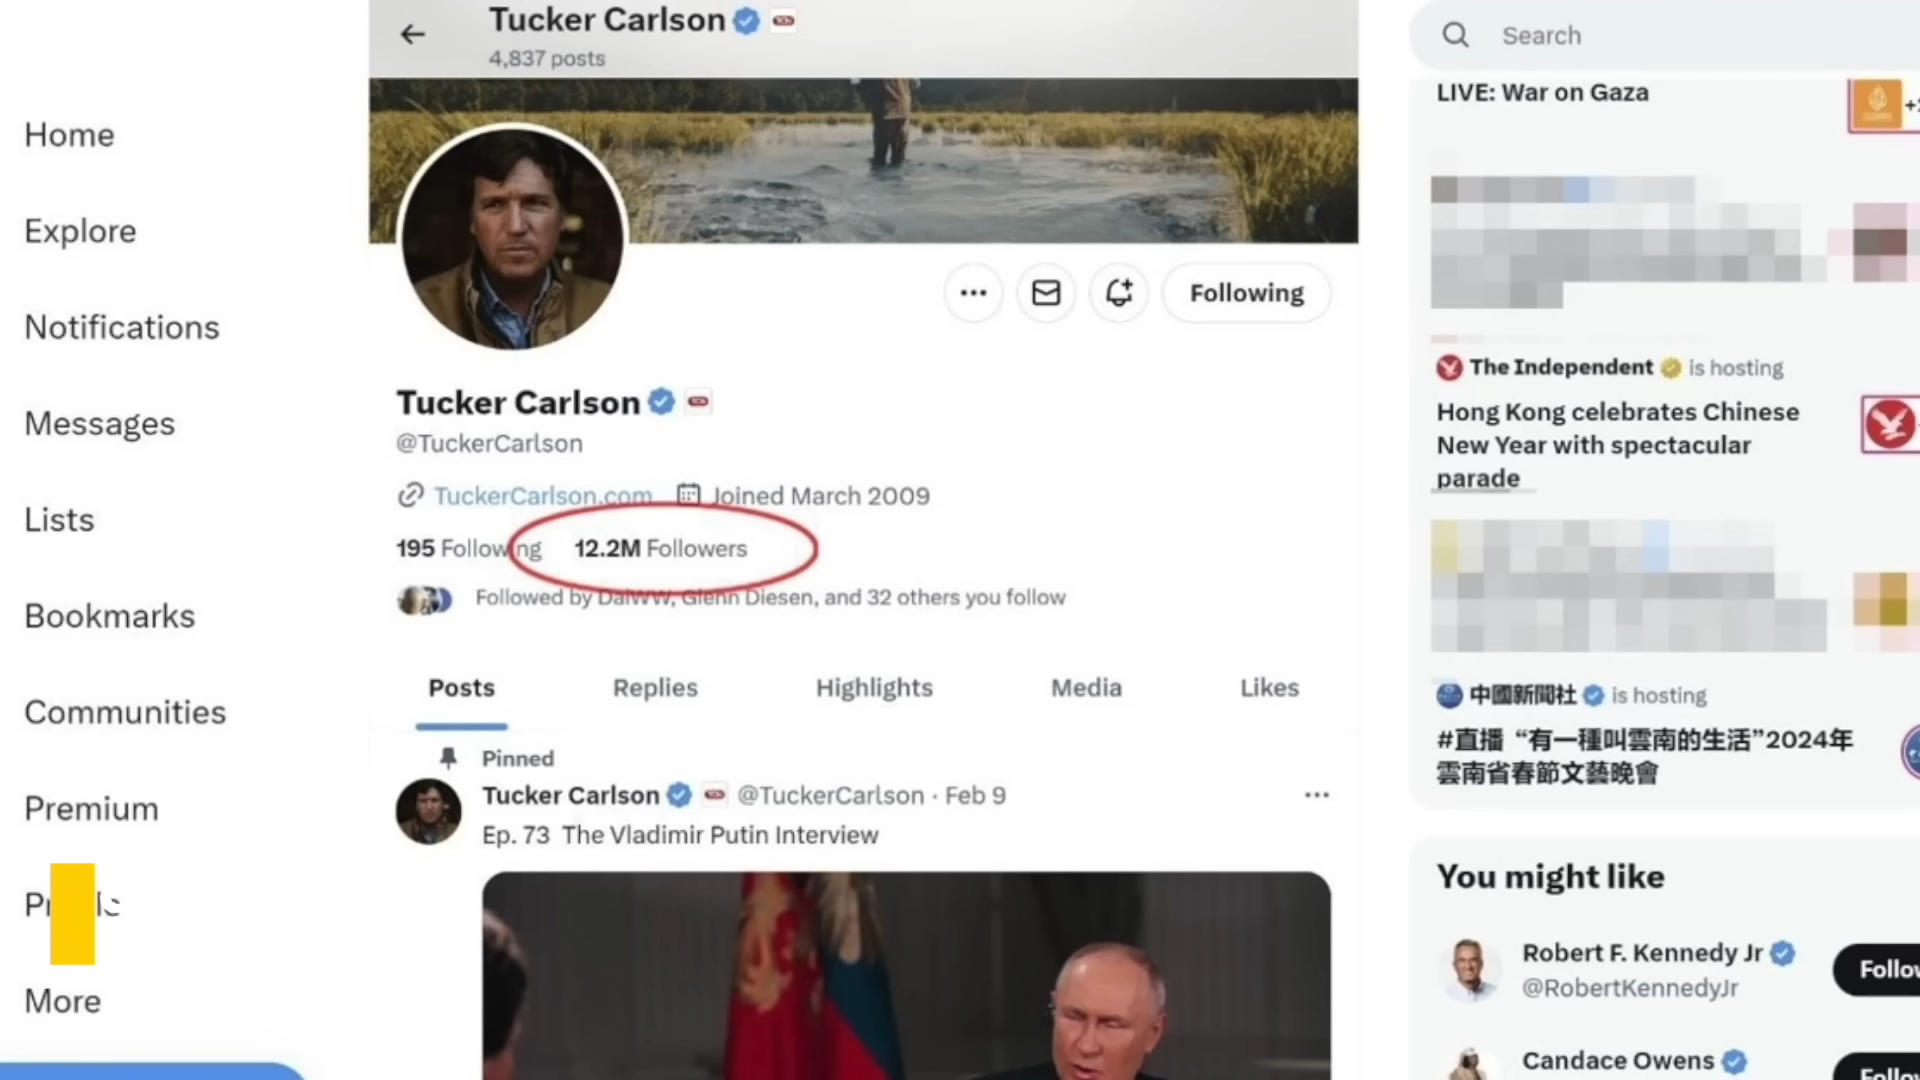 Tucker Carlson
4,837 posts
Search
LIVE: War on Gaza
Home
Explore
Notifications
Messages
Lists
Bookmarks
Communities
Premium
More
Following
Tucker Carlson
@TuckerCarlson
TuckerCarlson.com Joined March 2009
195 Following 12.2M Followers
Followed by DaiWW, Glenn Diesen, and 32 others you follow
Posts Replies Highlights Media Likes
Pinned
Tucker Carlson @TuckerCarlson · Feb 9
Ep. 73 The Vladimir Putin Interview
The Independent is hosting
Hong Kong celebrates Chinese
New Year with spectacular
parade
中國新聞社 is hosting
#直播 “有一種叫雲南的生活”2024年
雲南省春節文藝晚會
You might like
Robert F. Kennedy Jr
@RobertKennedyJr
Candace Owens